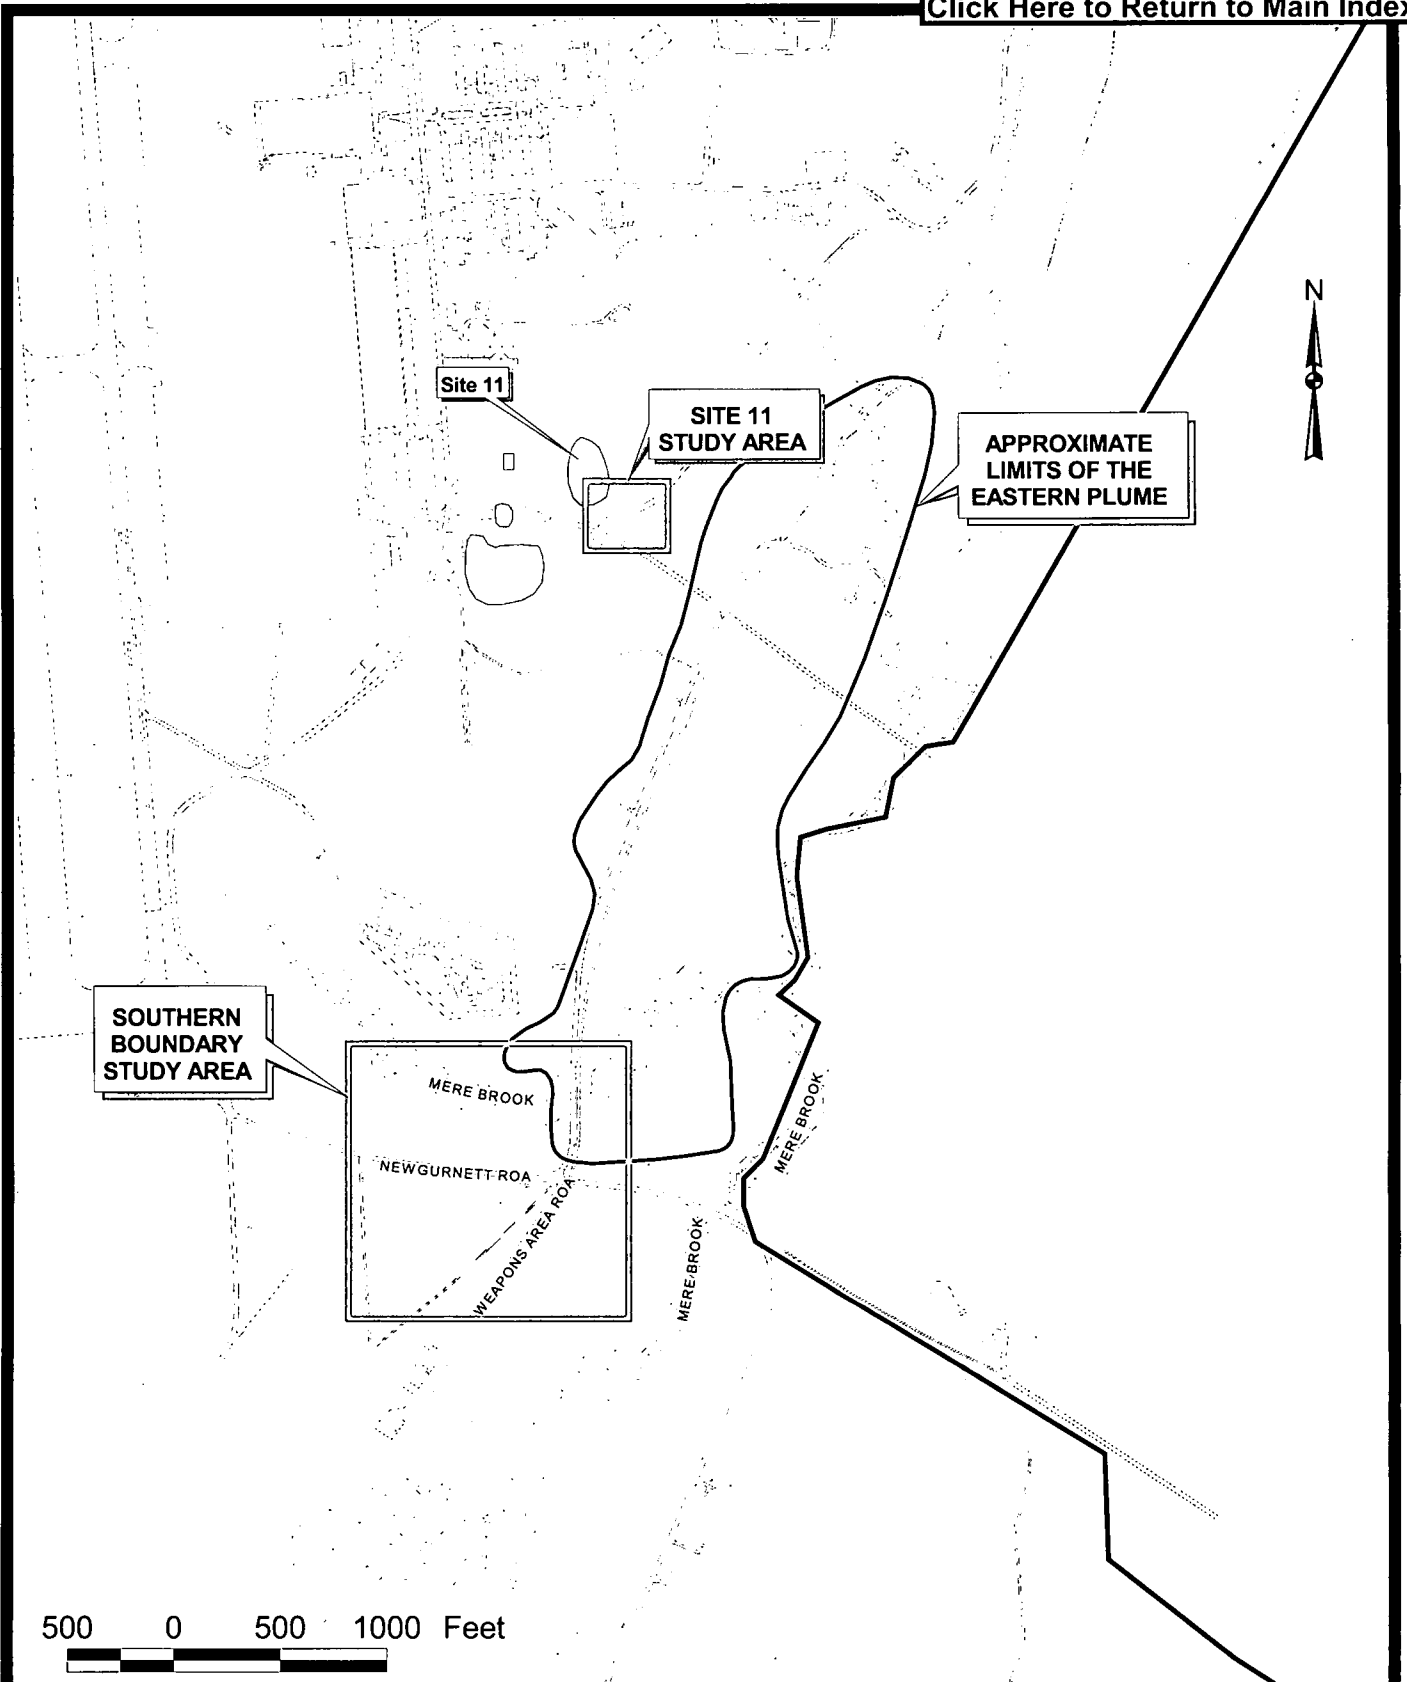 Click Here to Return to Main Index
N
Site 11
SITE 11
STUDY AREA
APPROXIMATE
LIMITS OF THE
EASTERN PLUME
SOUTHERN
BOUNDARY
STUDY AREA
MERE BROOK
MERE BROOK
NEWGURNETT ROA
WEAPONS AREA ROA
MERE BROOK
500 0 500 1000 Feet